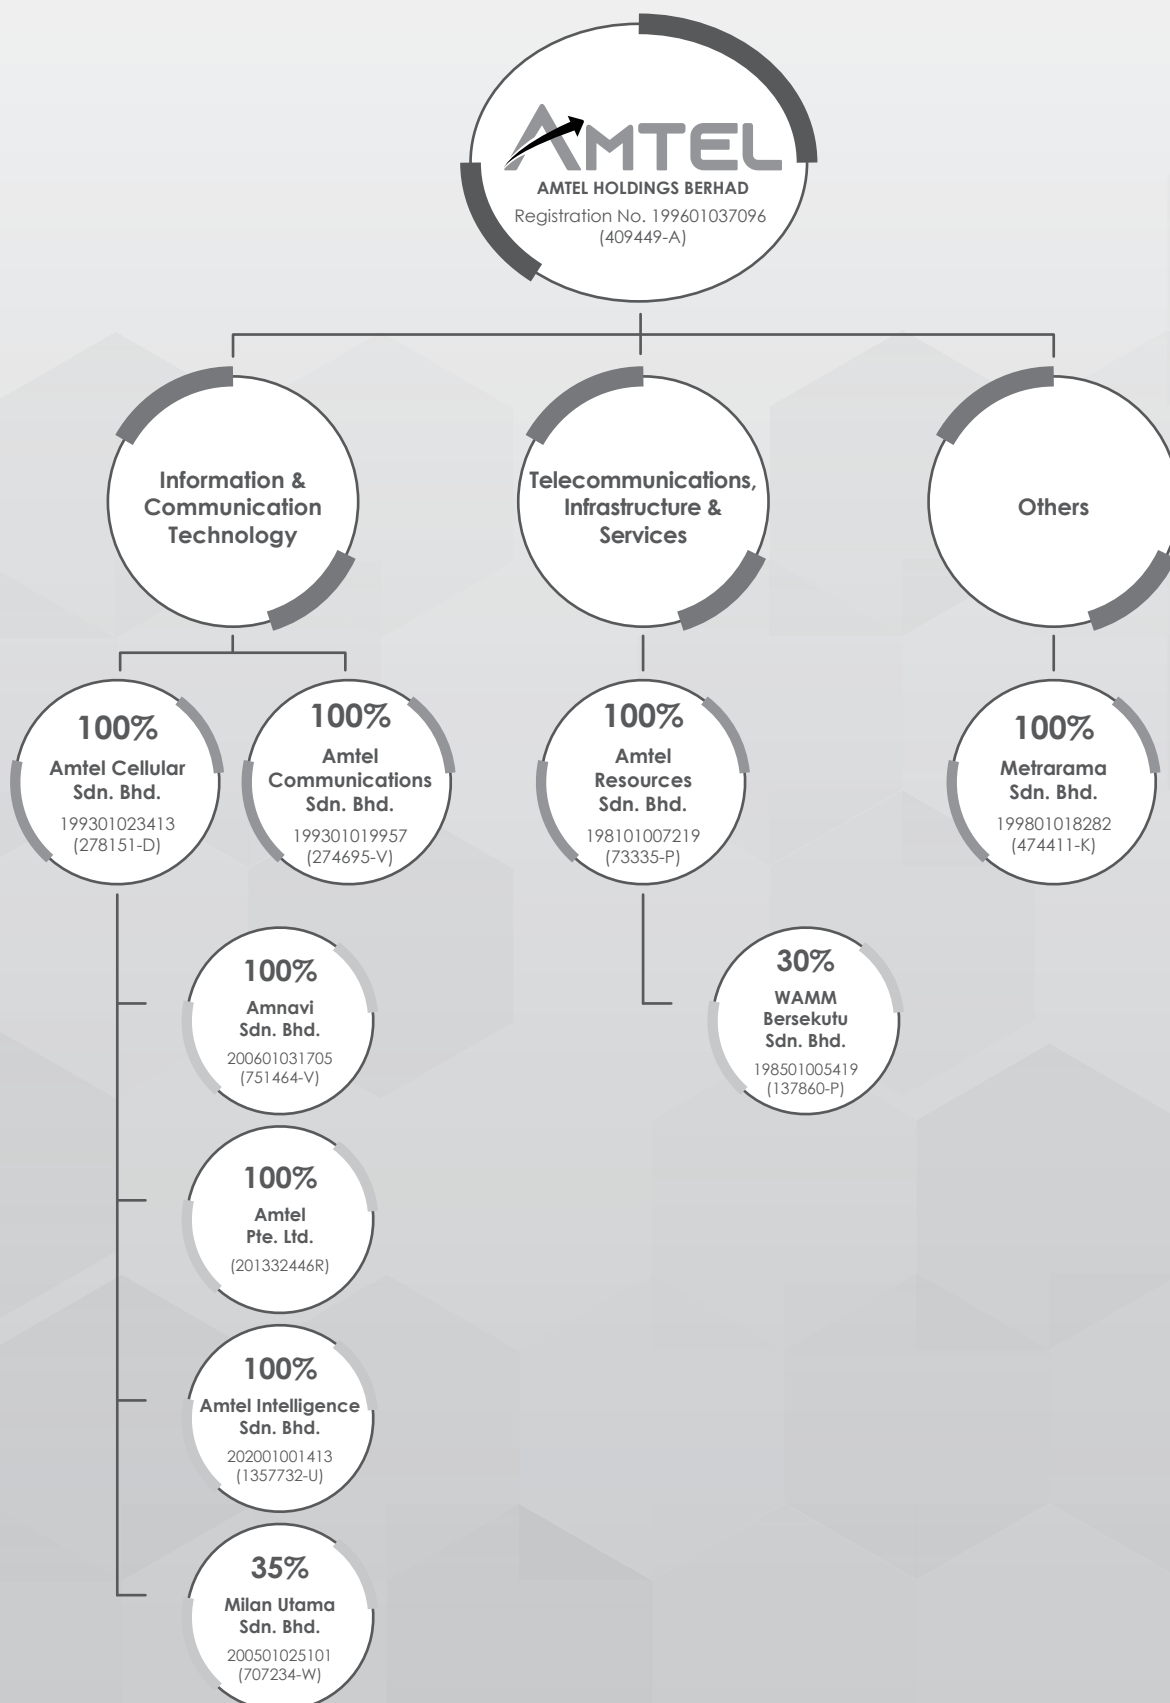 AMTEL
AMTEL HOLDINGS BERHAD
Registration No. 199601037096
(409449-A)
Information &
Communication
Technology
Telecommunications,
Infrastructure &
Services
Others
100%
Amtel Cellular
Sdn. Bhd.
199301023413
(278151-D)
100%
Amtel
Communications
Sdn. Bhd.
199301019957
(274695-V)
100%
Amtel
Resources
Sdn. Bhd.
198101007219
(73335-P)
100%
Metrarama
Sdn. Bhd.
199801018282
(474411-K)
100%
Amnavi
Sdn. Bhd.
200601031705
(751464-V)
30%
WAMM
Bersekutu
Sdn. Bhd.
198501005419
(137860-P)
100%
Amtel
Pte. Ltd.
(201332446R)
100%
Amtel Intelligence
Sdn. Bhd.
202001001413
(1357732-U)
35%
Milan Utama
Sdn. Bhd.
200501025101
(707234-W)